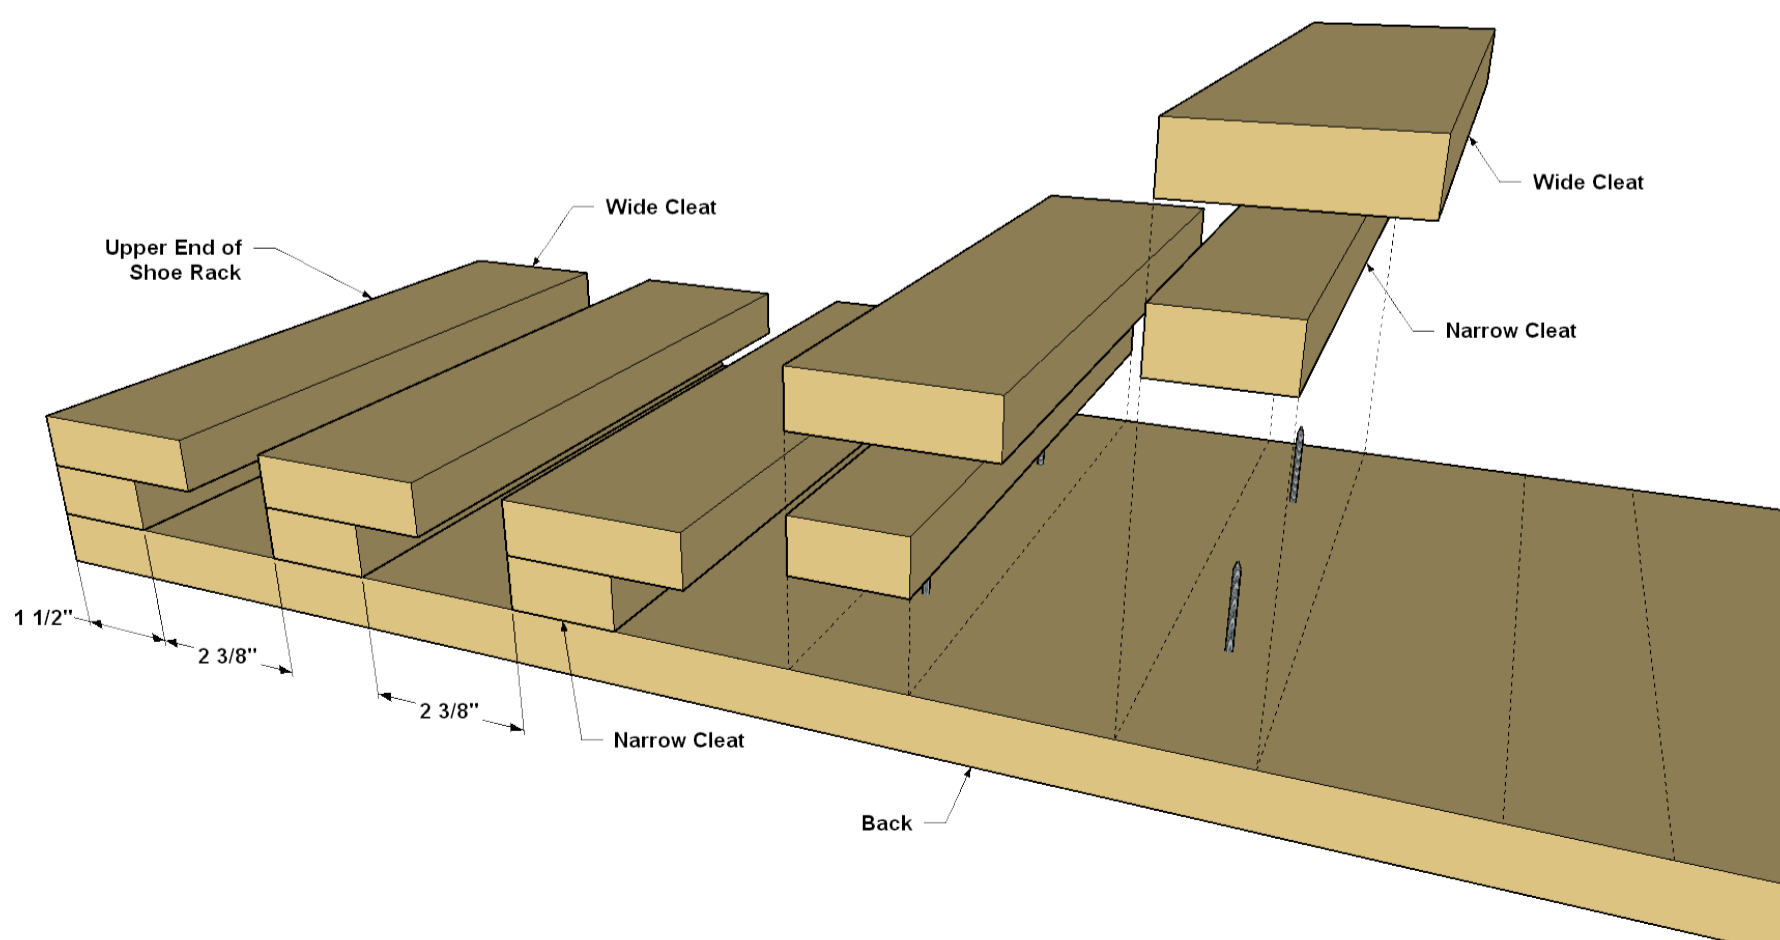 Wide Cleat
Wide Cleat
Upper End of
Shoe Rack
Narrow Cleat
1 1/2"
2 3/8"
2 3/8"
Narrow Cleat
Back